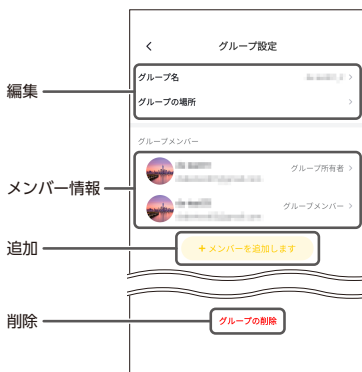 グループ設定
編集
グループ名
グループの場所
グループメンバー
メンバー情報
グループ所有者
グループメンバー
追加
+ メンバーを追加します
削除
グループの削除